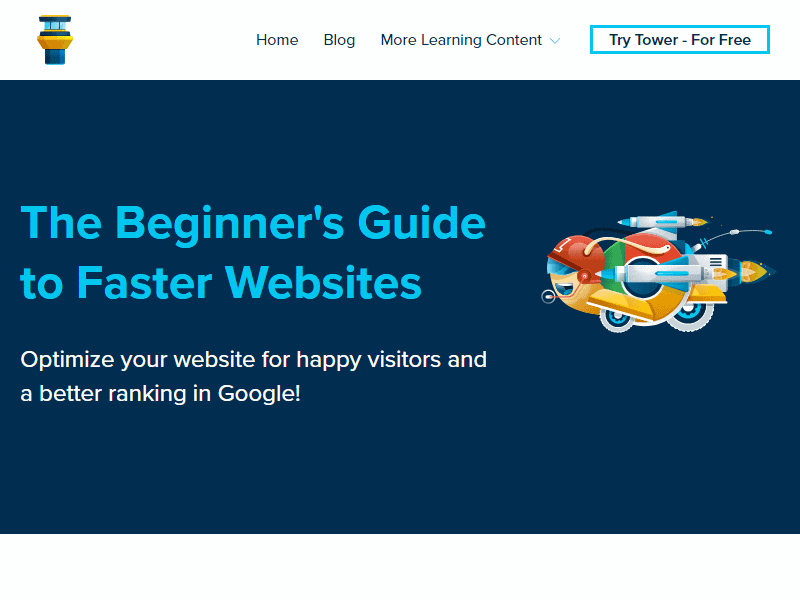 Home
Blog
More Learning Content
Try Tower - For Free
The Beginner's Guide
to Faster Websites
Optimize your website for happy visitors and
a better ranking in Google!